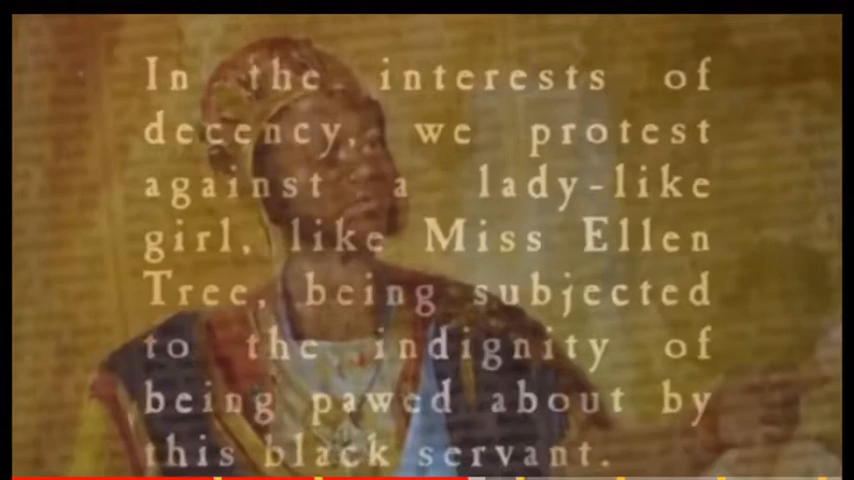 In the interests of
decency, we protest
against a lady-like
girl, like Miss Ellen
Tree, being subjected
to the indignity of
being pawed about by
this black servant.